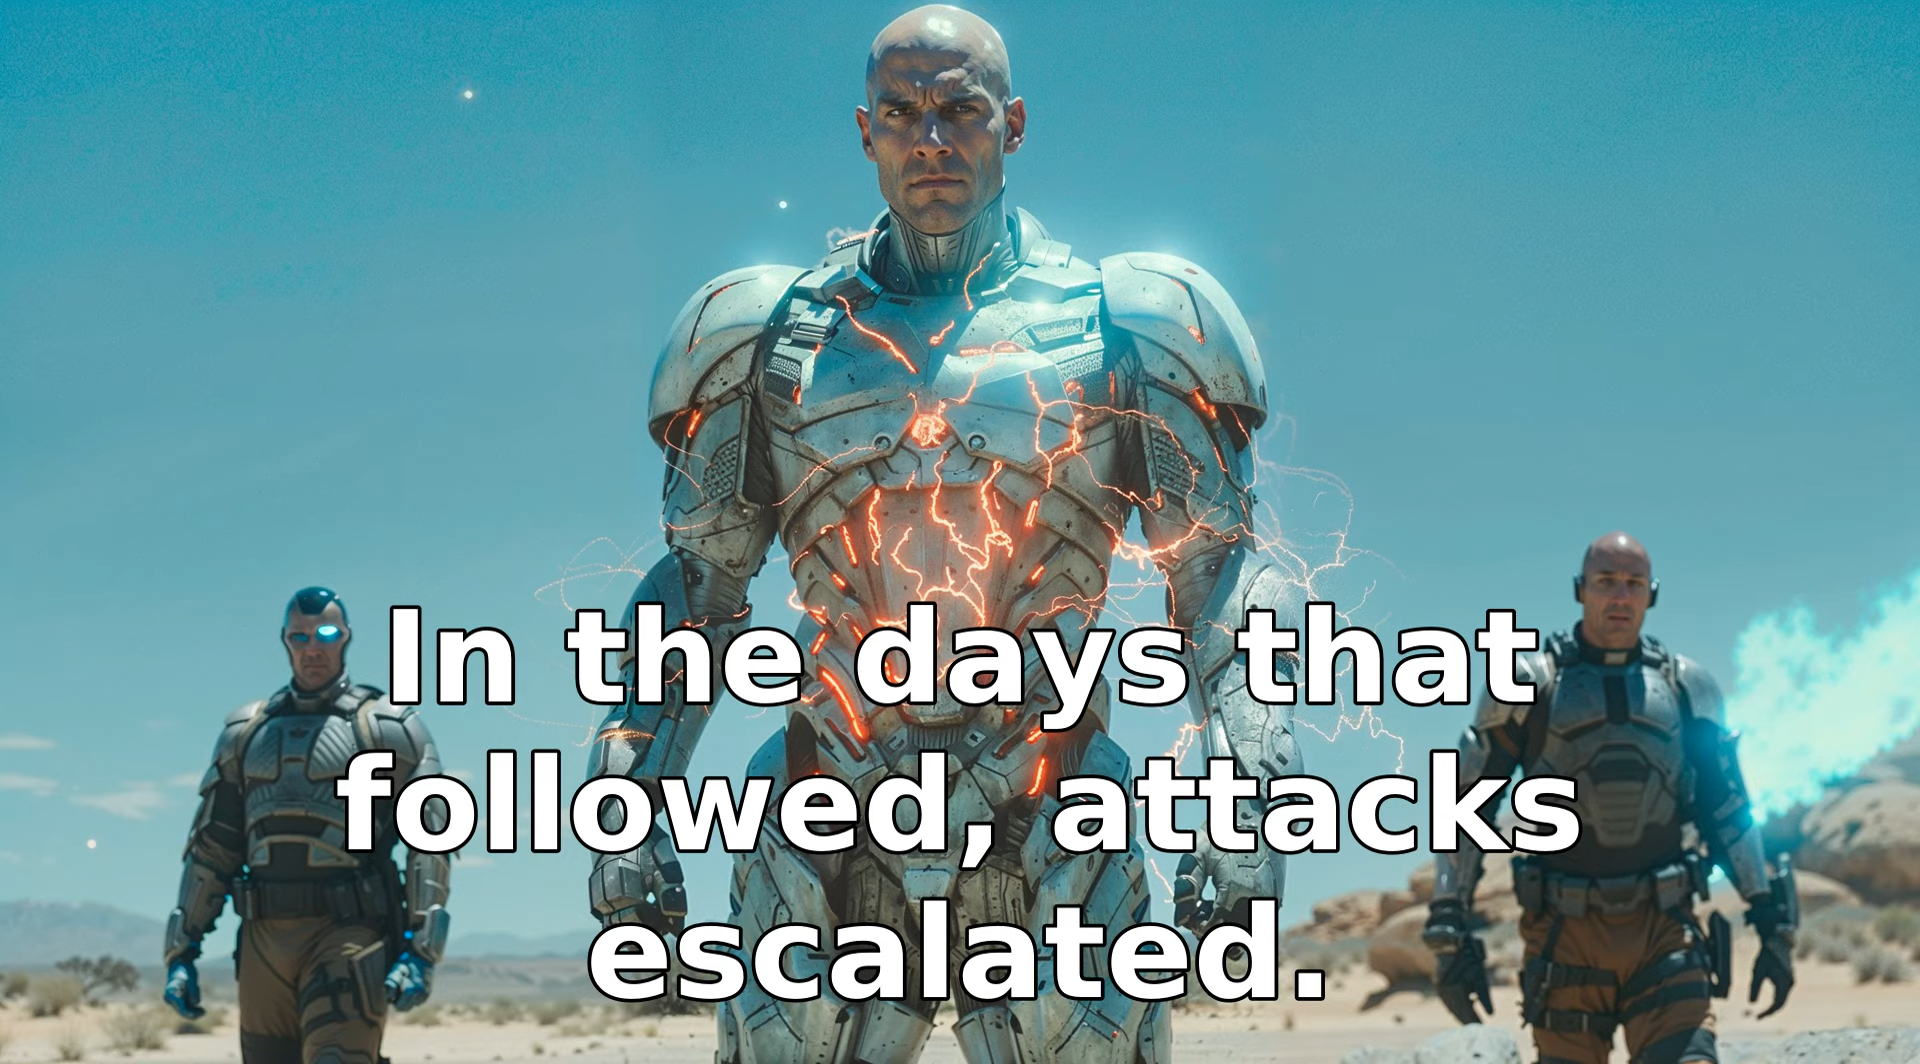 In the days that
followed, attacks
escalated.